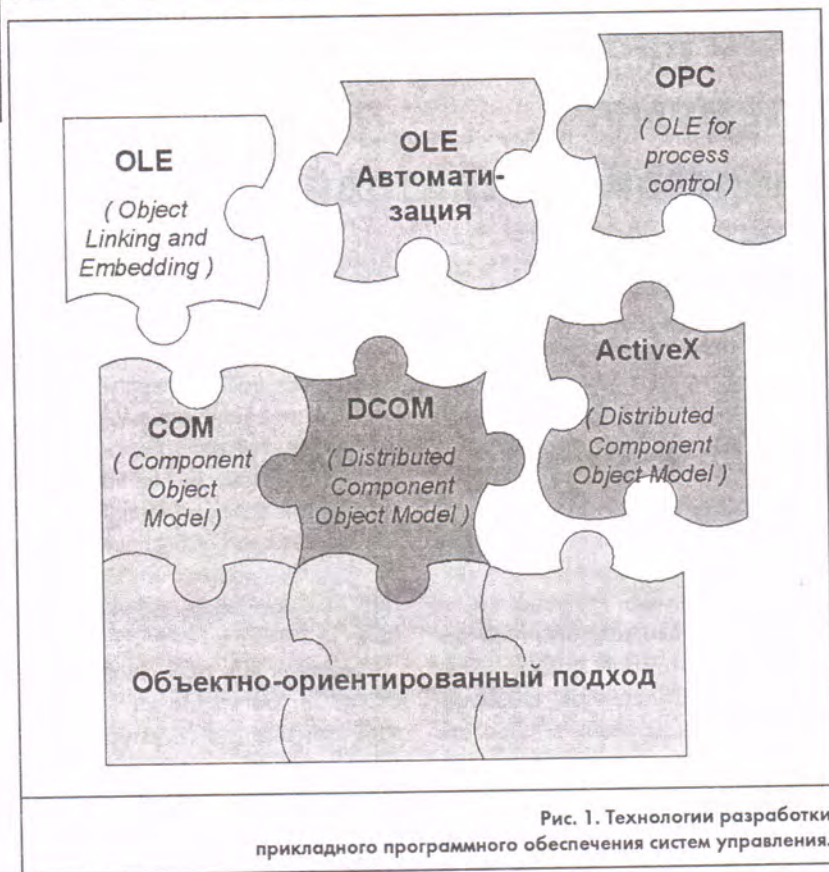 OLE
( Object
Linking and
Embedding )
OLE
Автомати-
зация
OPC
( OLE for
process
control )
COM
( Component
Object
Model )
DCOM
( Distributed
Component
Object Model )
ActiveX
( Distributed
Component
Object Model )
Объектно-ориентированный подход
Рис. 1. Технологии разработки
прикладного программного обеспечения систем управления.